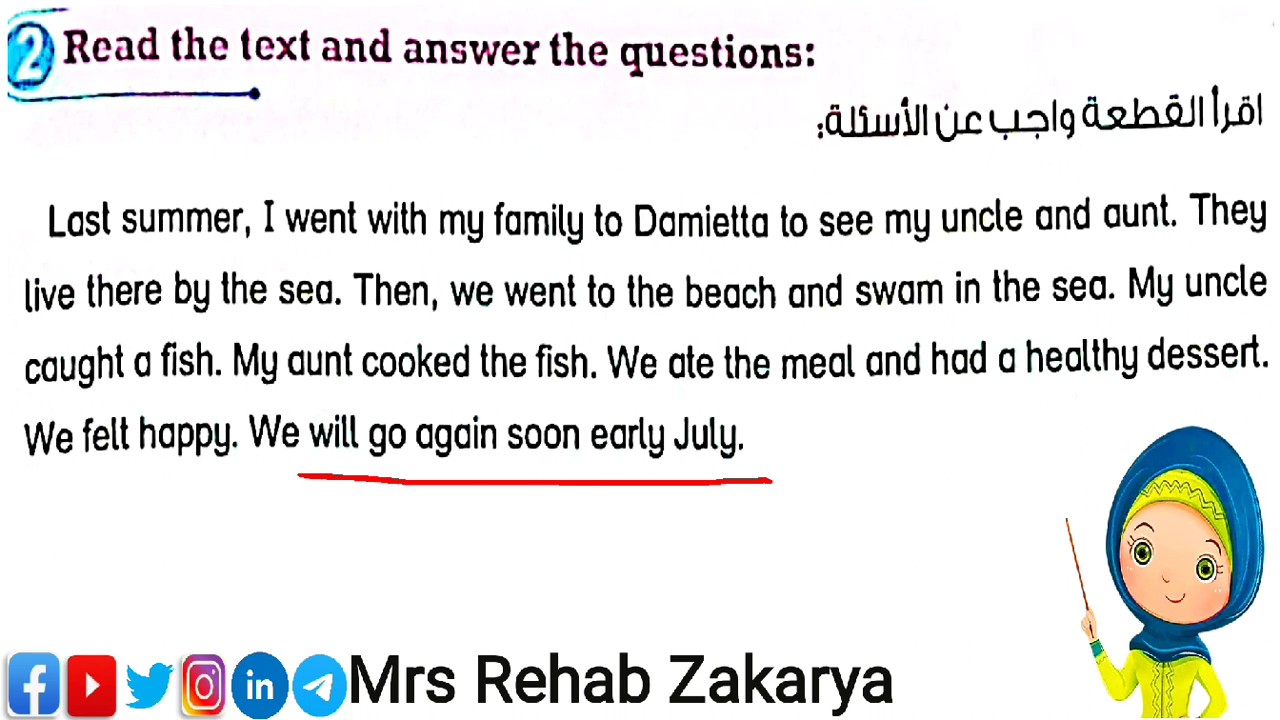 2 Read the text and answer the questions:
اقرأ القطعة واجب عن الأسئلة:
Last summer, I went with my family to Damietta to see my uncle and aunt. They
live there by the sea. Then, we went to the beach and swam in the sea. My uncle
caught a fish. My aunt cooked the fish. We ate the meal and had a healthy dessert.
We felt happy. We will go again soon early July.
Mrs Rehab Zakarya